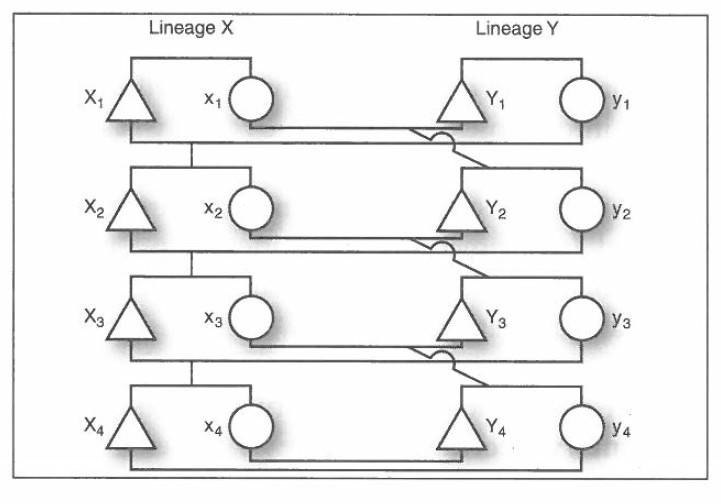 Lineage X Lineage Y
X₁ x₁ Y₁ y₁
X₂ x₂ Y₂ y₂
X₃ x₃ Y₃ y₃
X₄ x₄ Y₄ y₄